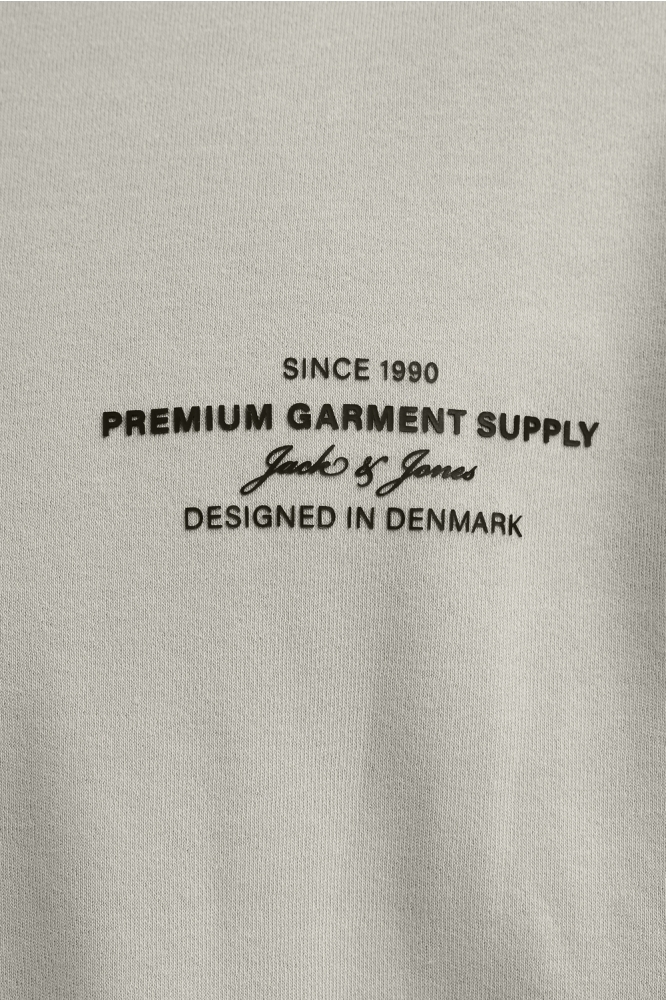 SINCE 1990
PREMIUM GARMENT SUPPLY
Jack & Jones
DESIGNED IN DENMARK